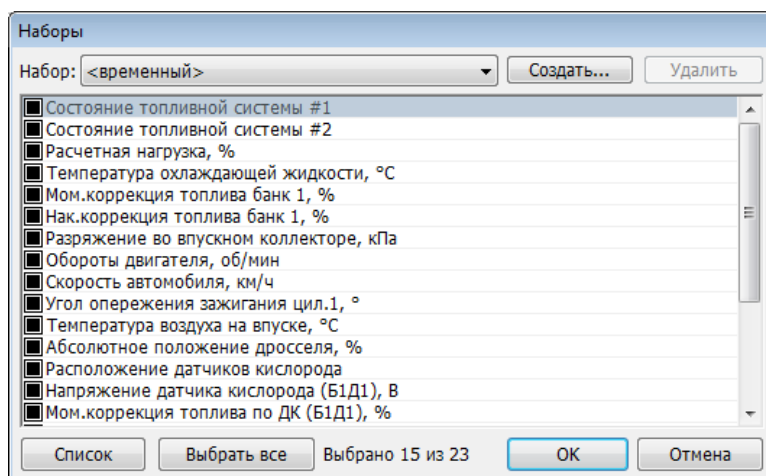 Наборы
Набор: <временный> Создать... Удалить
Состояние топливной системы #1
Состояние топливной системы #2
Расчетная нагрузка, %
Температура охлаждающей жидкости, °C
Мом.коррекция топлива банк 1, %
Нак.коррекция топлива банк 1, %
Разряжение во впускном коллекторе, кПа
Обороты двигателя, об/мин
Скорость автомобиля, км/ч
Угол опережения зажигания цил.1, °
Температура воздуха на впуске, °C
Абсолютное положение дросселя, %
Расположение датчиков кислорода
Напряжение датчика кислорода (Б1Д1), В
Мом.коррекция топлива по ДК (Б1Д1), %
Список Выбрать все Выбрано 15 из 23 OK Отмена